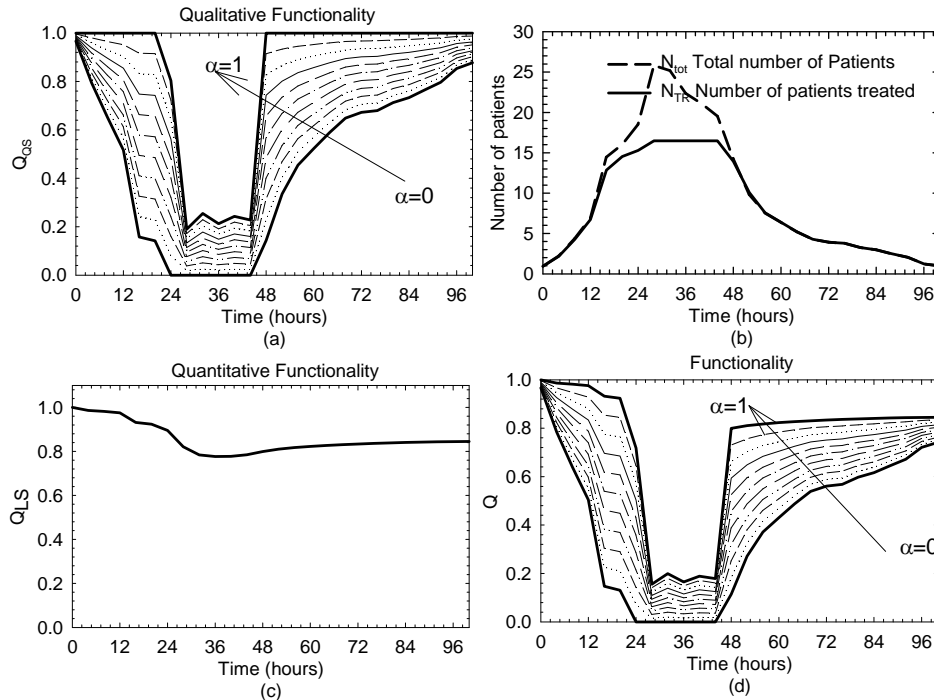 Qualitative Functionality
1.0
0.8
0.6
0.4
0.2
0.0
Q_QS
α=1
α=0
0 12 24 36 48 60 72 84 96
Time (hours)
(a)
30
25
20
15
10
5
0
Number of patients
N_tot Total number of Patients
N_TR Number of patients treated
0 12 24 36 48 60 72 84 96
Time (hours)
(b)
Quantitative Functionality
1.0
0.8
0.6
0.4
0.2
0.0
Q_LS
0 12 24 36 48 60 72 84 96
Time (hours)
(c)
Functionality
1.0
0.8
0.6
0.4
0.2
0.0
Q
α=1
α=0
0 12 24 36 48 60 72 84 96
Time (hours)
(d)